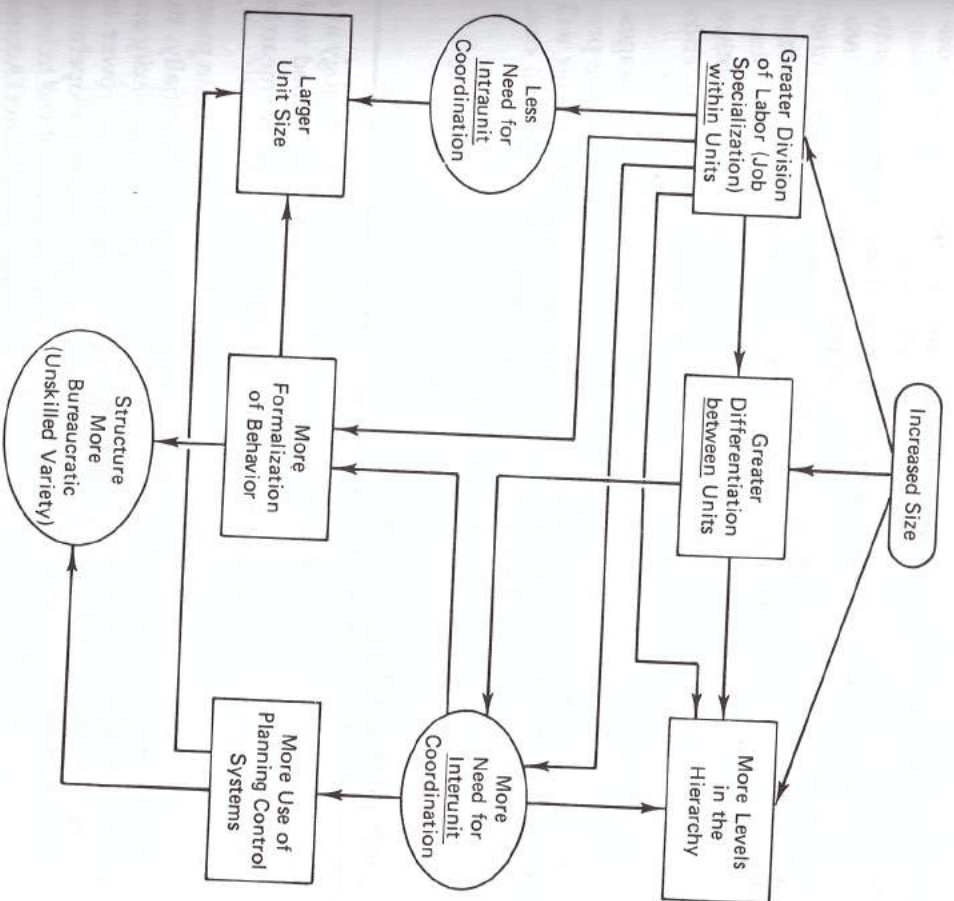 Increased Size
Greater Division
of Labor (Job
Specialization)
within Units
Greater
Differentiation
between Units
More Levels
in the
Hierarchy
Less
Need for
Intraunit
Coordination
More
Need for
Interunit
Coordination
Larger
Unit Size
More
Formalization
of Behavior
More Use of
Planning Control
Systems
Structure
More
Bureaucratic
(Unskilled Variety)